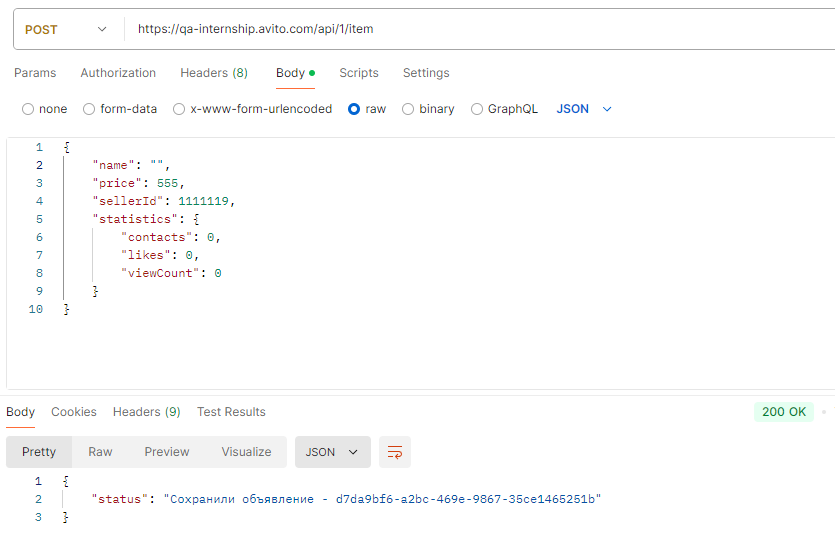 POST https://qa-internship.avito.com/api/1/item
Params Authorization Headers (8) Body Scripts Settings
none form-data x-www-form-urlencoded raw binary GraphQL JSON
1 {
2 "name": "",
3 "price": 555,
4 "sellerId": 1111119,
5 "statistics": {
6 "contacts": 0,
7 "likes": 0,
8 "viewCount": 0
9 }
10 }
Body Cookies Headers (9) Test Results 200 OK
Pretty Raw Preview Visualize JSON
1 {
2 "status": "Сохранили объявление - d7da9bf6-a2bc-469e-9867-35ce1465251b"
3 }